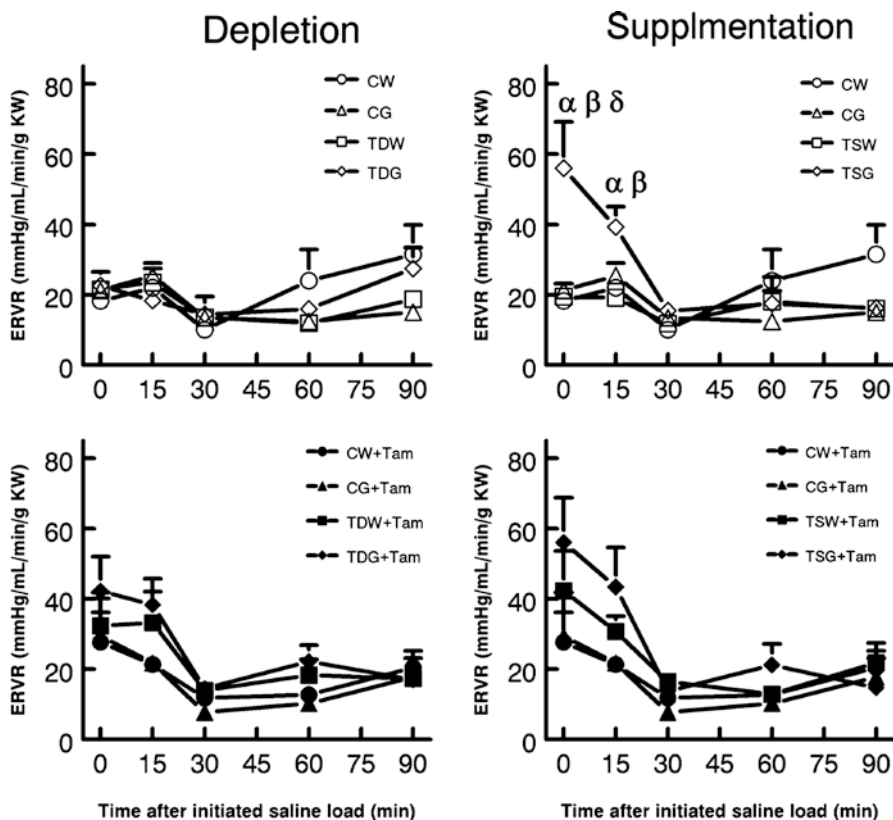 Depletion
Supplmentation
ERVR (mmHg/mL/min/g KW)
80
60
40
20
0
CW
CG
TDW
TDG
0 15 30 45 60 75 90
ERVR (mmHg/mL/min/g KW)
80
60
40
20
0
α β δ
α β
CW
CG
TSW
TSG
0 15 30 45 60 75 90
ERVR (mmHg/mL/min/g KW)
80
60
40
20
0
CW+Tam
CG+Tam
TDW+Tam
TDG+Tam
0 15 30 45 60 75 90
Time after initiated saline load (min)
ERVR (mmHg/mL/min/g KW)
80
60
40
20
0
CW+Tam
CG+Tam
TSW+Tam
TSG+Tam
0 15 30 45 60 75 90
Time after initiated saline load (min)